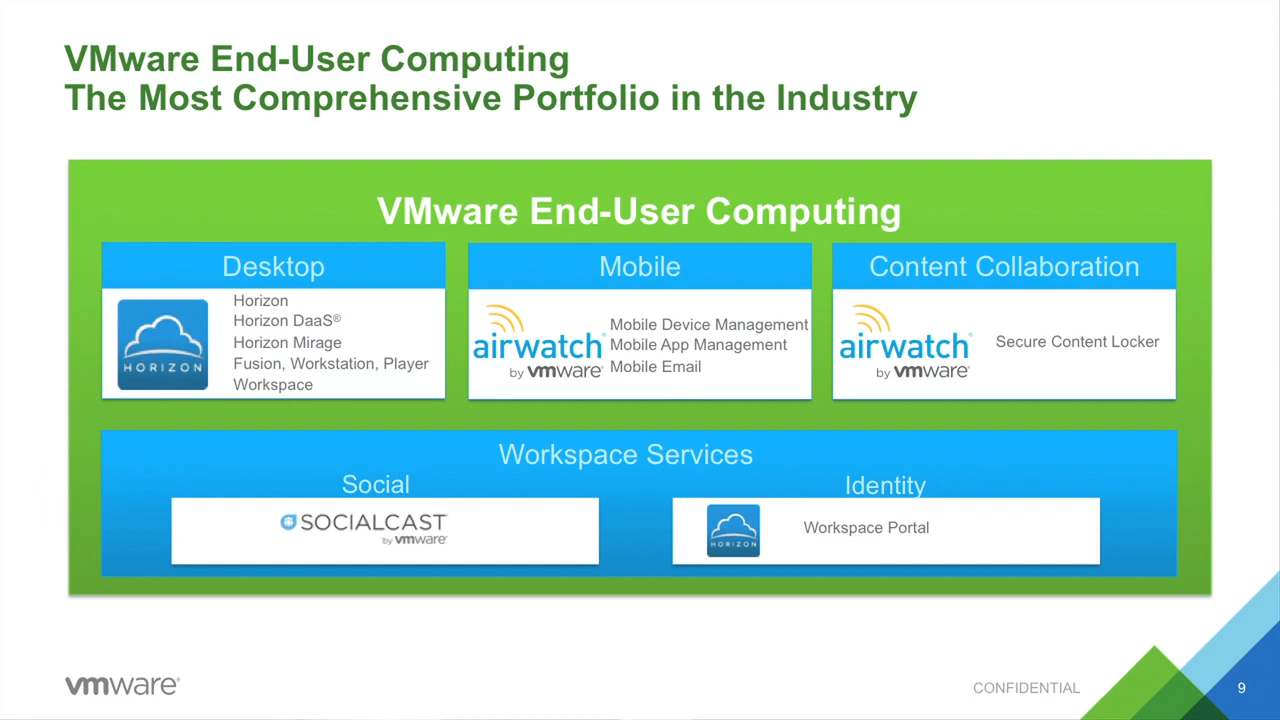 VMware End-User Computing
The Most Comprehensive Portfolio in the Industry
VMware End-User Computing
Desktop
HORIZON
Horizon
Horizon DaaS®
Horizon Mirage
Fusion, Workstation, Player
Workspace
Mobile
airwatch®
by vmware®
Mobile Device Management
Mobile App Management
Mobile Email
Content Collaboration
airwatch®
by vmware®
Secure Content Locker
Workspace Services
Social
SOCIALCAST™
by vmware®
Identity
HORIZON
Workspace Portal
vmware®
CONFIDENTIAL
9